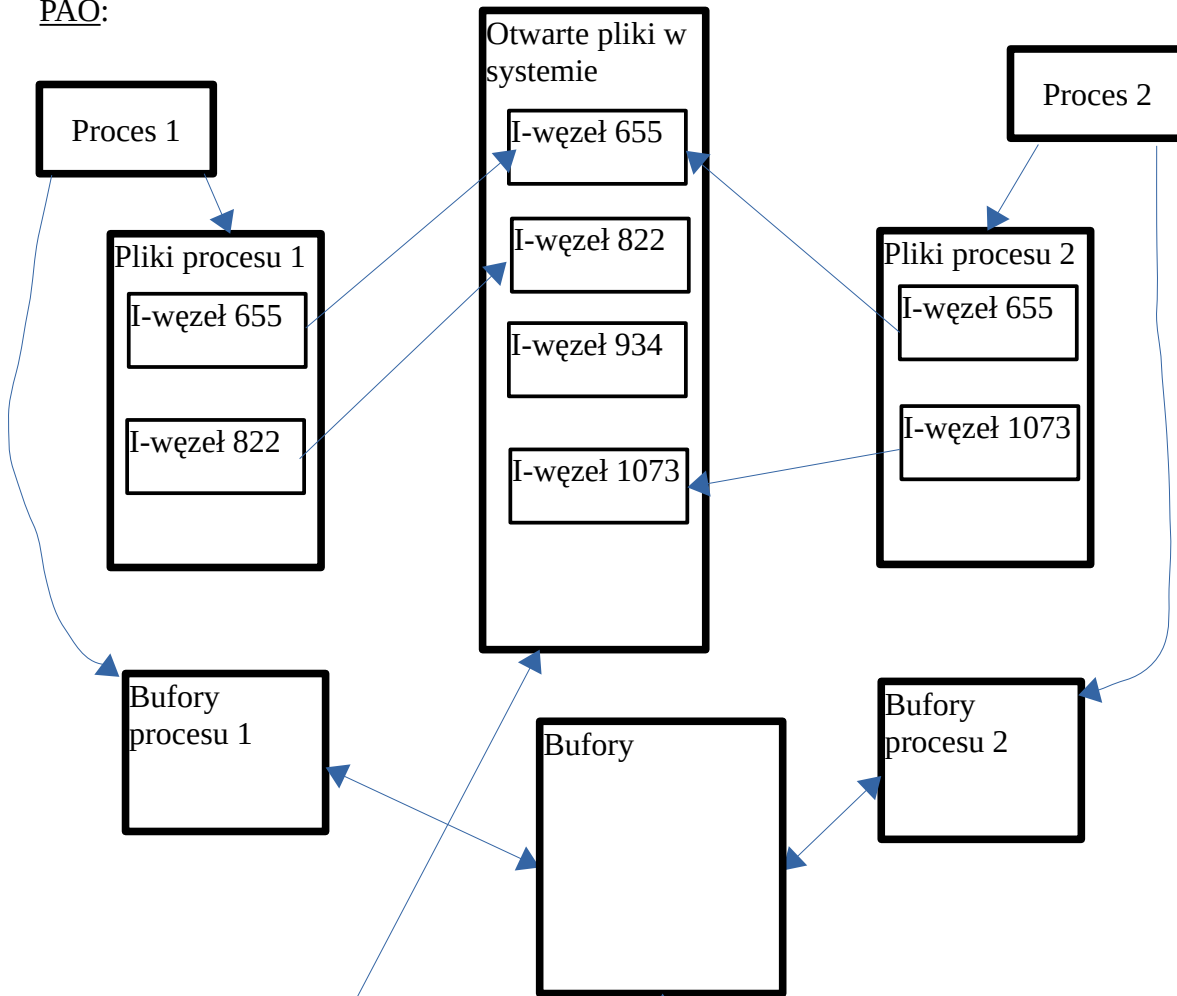 PAO:
Proces 1
Pliki procesu 1
I-węzeł 655
I-węzeł 822
Otwarte pliki w
systemie
I-węzeł 655
I-węzeł 822
I-węzeł 934
I-węzeł 1073
Proces 2
Pliki procesu 2
I-węzeł 655
I-węzeł 1073
Bufory
procesu 1
Bufory
Bufory
procesu 2